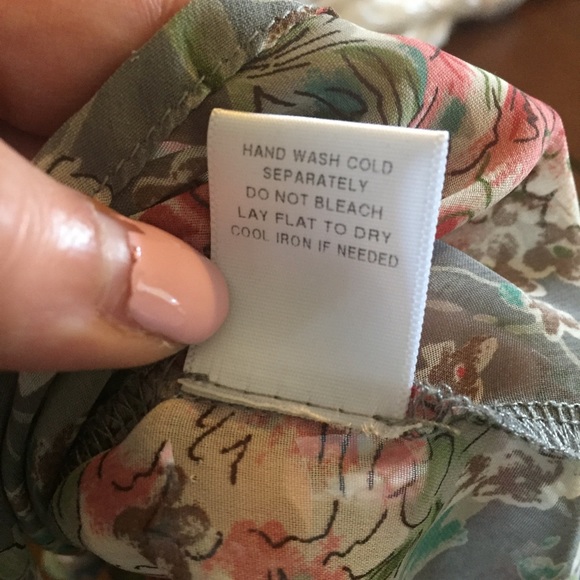 HAND WASH COLD
SEPARATELY
DO NOT BLEACH
LAY FLAT TO DRY
COOL IRON IF NEEDED